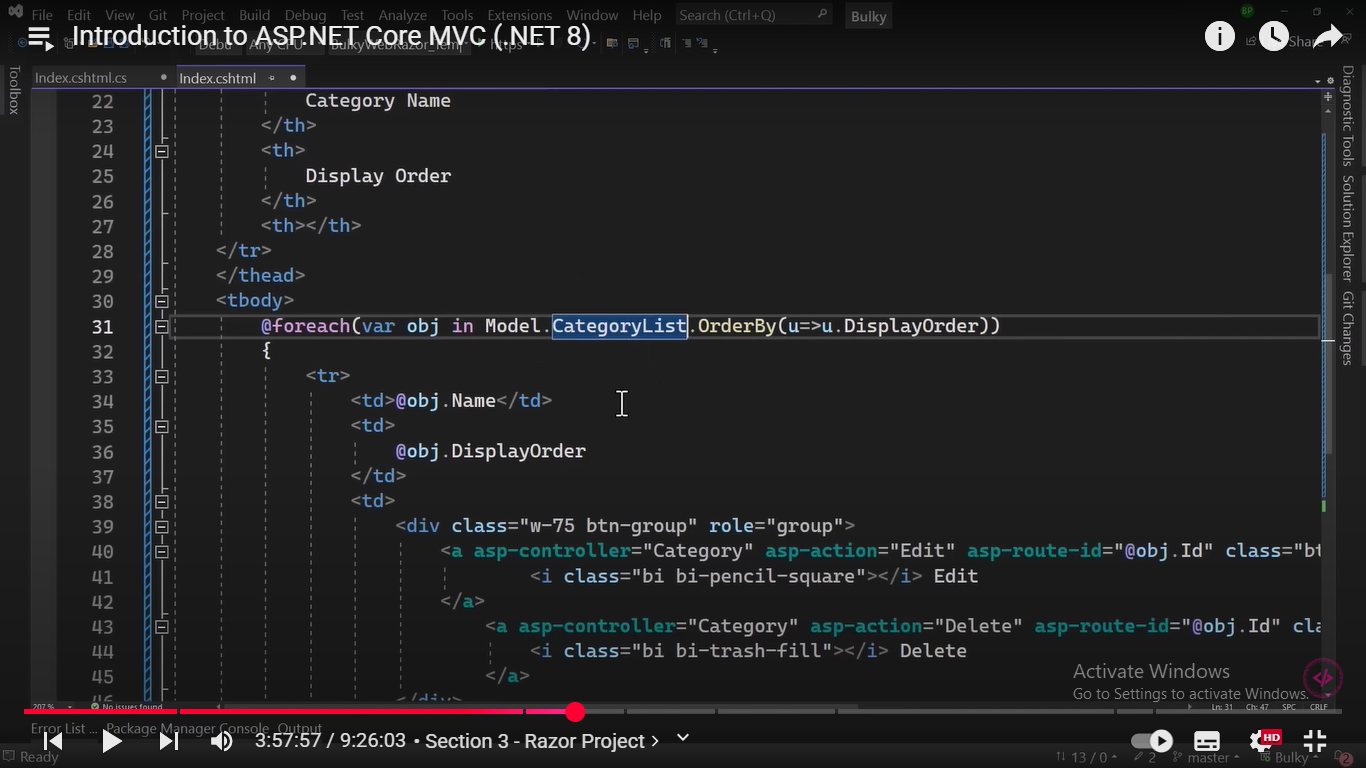 File Edit View Git Project Build Debug Test Analyze Tools Extensions Window Help Search (Ctrl+Q) Bulky
Introduction to ASP.NET Core MVC (.NET 8)
Share
Toolbox
Index.cshtml.cs Index.cshtml
22 Category Name
23 </th>
24 <th>
25 Display Order
26 </th>
27 <th></th>
28 </tr>
29 </thead>
30 <tbody>
31 @foreach(var obj in Model.CategoryList.OrderBy(u=>u.DisplayOrder))
32 {
33 <tr>
34 <td>@obj.Name</td>
35 <td>
36 @obj.DisplayOrder
37 </td>
38 <td>
39 <div class="w-75 btn-group" role="group">
40 <a asp-controller="Category" asp-action="Edit" asp-route-id="@obj.Id" class="bt
41 <i class="bi bi-pencil-square"></i> Edit
42 </a>
43 <a asp-controller="Category" asp-action="Delete" asp-route-id="@obj.Id" cla
44 <i class="bi bi-trash-fill"></i> Delete
45 </a>
46 </div>
Diagnostic Tools
Solution Explorer
Git Changes
Activate Windows
Go to Settings to activate Windows.
207 % No issues found Ln: 31 Ch: 47 SPC CRLF
Error List ... Package Manager Console Output
3:57:57 / 9:26:03 • Section 3 - Razor Project
HD
Ready 13 / 0 2 master Bulky 2